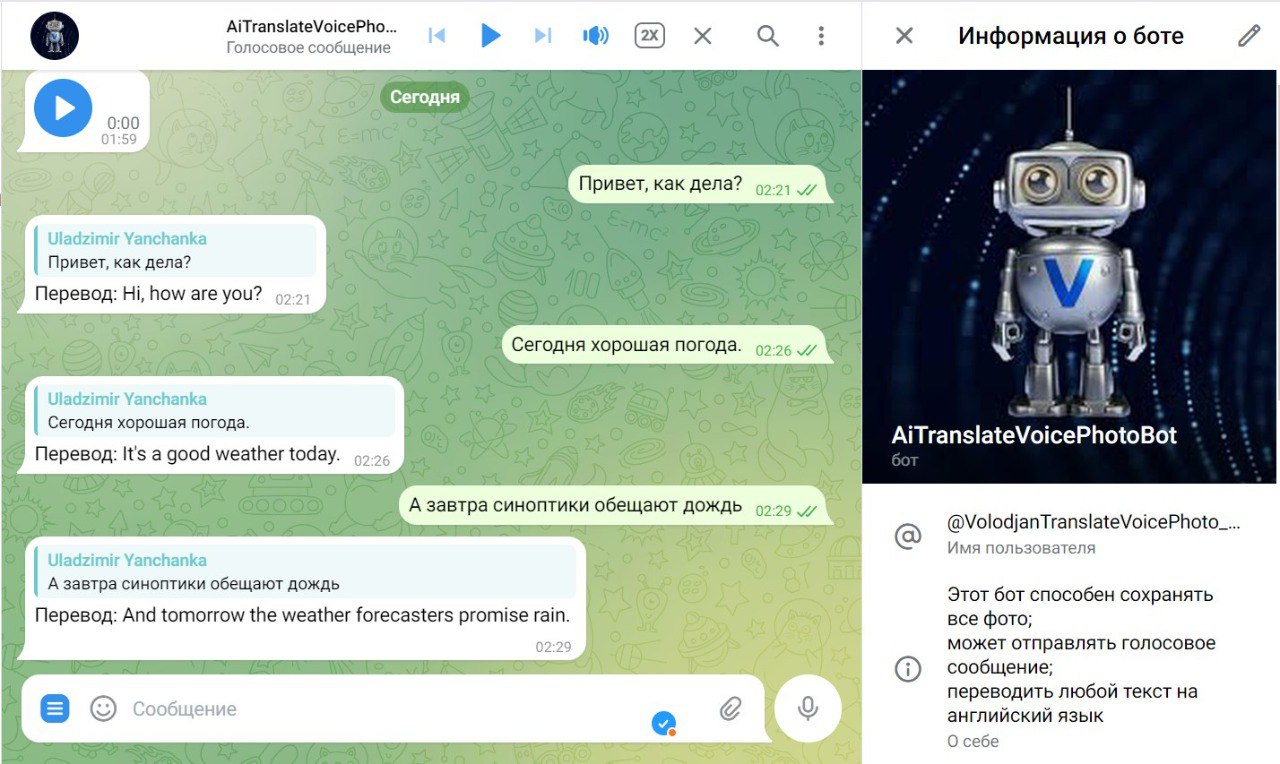 AiTranslateVoicePho...
Голосовое сообщение
2X
Информация о боте
Сегодня
0:00
01:59
Привет, как дела? 02:21
Uladzimir Yanchanka
Привет, как дела?
Перевод: Hi, how are you? 02:21
Сегодня хорошая погода. 02:26
Uladzimir Yanchanka
Сегодня хорошая погода.
Перевод: It's a good weather today. 02:26
А завтра синоптики обещают дождь 02:29
Uladzimir Yanchanka
А завтра синоптики обещают дождь
Перевод: And tomorrow the weather forecasters promise rain.
02:29
Сообщение
V
AiTranslateVoicePhotoBot
бот
@VolodjanTranslateVoicePhoto_...
Имя пользователя
Этот бот способен сохранять
все фото;
может отправлять голосовое
сообщение;
переводить любой текст на
английский язык
О себе